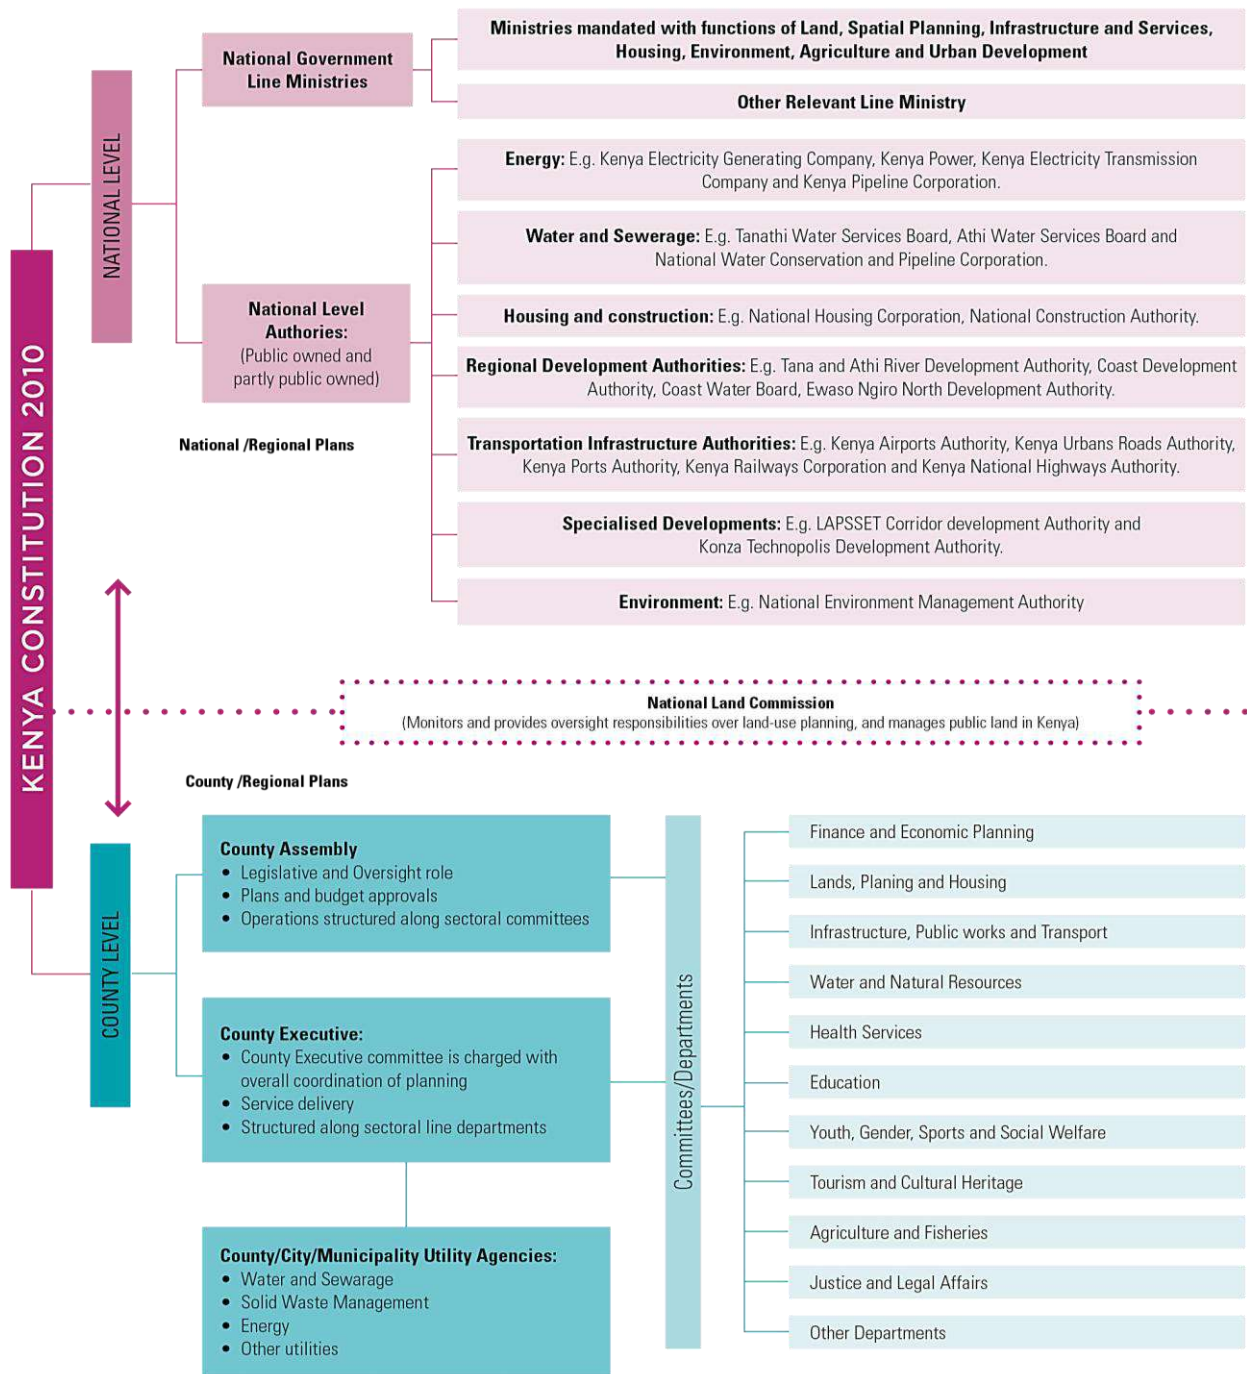 KENYA CONSTITUTION 2010
NATIONAL LEVEL
National Government
Line Ministries
Ministries mandated with functions of Land, Spatial Planning, Infrastructure and Services,
Housing, Environment, Agriculture and Urban Development
Other Relevant Line Ministry
National Level
Authories:
(Public owned and
partly public owned)
Energy: E.g. Kenya Electricity Generating Company, Kenya Power, Kenya Electricity Transmission
Company and Kenya Pipeline Corporation.
Water and Sewerage: E.g. Tanathi Water Services Board, Athi Water Services Board and
National Water Conservation and Pipeline Corporation.
Housing and construction: E.g. National Housing Corporation, National Construction Authority.
Regional Development Authorities: E.g. Tana and Athi River Development Authority, Coast Development
Authority, Coast Water Board, Ewaso Ngiro North Development Authority.
Transportation Infrastructure Authorities: E.g. Kenya Airports Authority, Kenya Urbans Roads Authority,
Kenya Ports Authority, Kenya Railways Corporation and Kenya National Highways Authority.
Specialised Developments: E.g. LAPSSET Corridor development Authority and
Konza Technopolis Development Authority.
Environment: E.g. National Environment Management Authority
National /Regional Plans
National Land Commission
(Monitors and provides oversight responsibilities over land-use planning, and manages public land in Kenya)
County /Regional Plans
COUNTY LEVEL
County Assembly
• Legislative and Oversight role
• Plans and budget approvals
• Operations structured along sectoral committees
County Executive:
• County Executive committee is charged with
overall coordination of planning
• Service delivery
• Structured along sectoral line departments
County/City/Municipality Utility Agencies:
• Water and Sewarage
• Solid Waste Management
• Energy
• Other utilities
Committees/Departments
Finance and Economic Planning
Lands, Planing and Housing
Infrastructure, Public works and Transport
Water and Natural Resources
Health Services
Education
Youth, Gender, Sports and Social Welfare
Tourism and Cultural Heritage
Agriculture and Fisheries
Justice and Legal Affairs
Other Departments